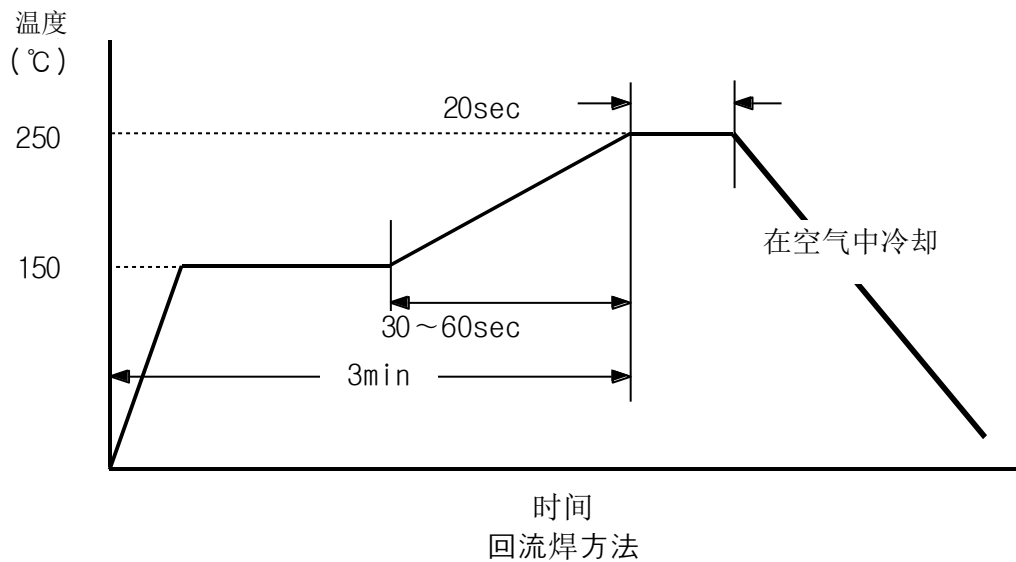 温度
(℃)
20sec
250
在空气中冷却
150
30～60sec
3min
时间
回流焊方法